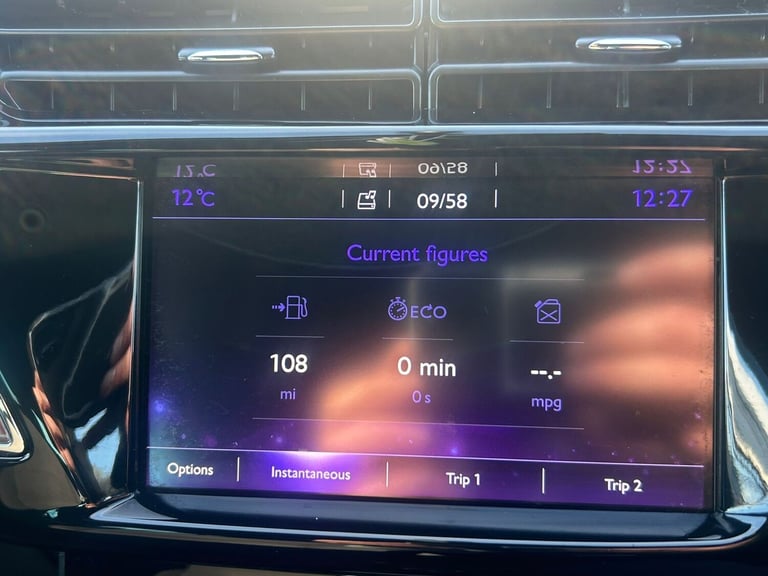 12°C 09/58 12:27
Current figures
ECO
108 0 min --.-
mi 0 s mpg
Options Instantaneous Trip 1 Trip 2